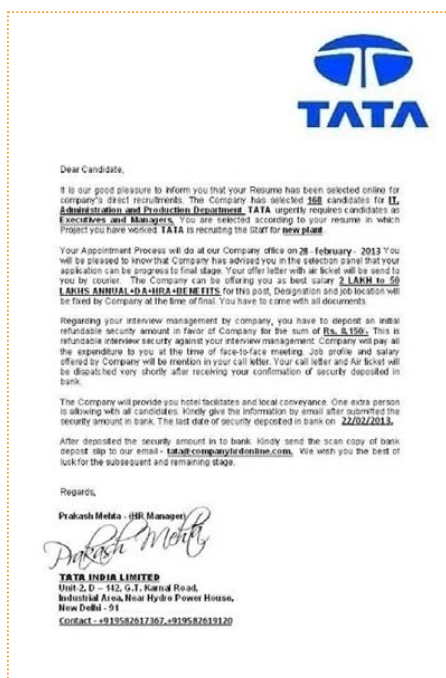 TATA
Dear Candidate,
It is our good pleasure to inform you that your Resume has been selected online for
company's direct recruitments. The Company has selected 168 candidates for IT,
Administration and Production Department, TATA urgently requires candidates as
Executives and Managers, You are selected according to your resume in which
Project you have worked TATA is recruiting the Staff for new plant.
Your Appointment Process will do at our Company office on 28 - february - 2013 You
will be pleased to know that Company has advised you in the selection panel that your
application can be progress to final stage. Your offer letter with air ticket will be send to
you by courier. The Company can be offering you as best salary 2 LAKH to 50
LAKHS ANNUAL+DA+HRA+BENEFITS for this post, Designation and job location will
be fixed by Company at the time of final. You have to come with all documents.
Regarding your interview management by company, you have to deposit an initial
refundable security amount in favor of Company for the sum of Rs. 8,150/. This is
refundable interview security against your interview management. Company will pay all
the expenditure to you at the time of face-to-face meeting. Job profile and salary
offered by Company will be mention in your call letter. Your call letter and Air ticket will
be dispatched very shortly after receiving your confirmation of security deposited in
bank.
The Company will provide you hotel facilitates and local conveyance. One extra person
is allowing with all candidates. Kindly give the information by email after submitted the
security amount in bank. The last date of security deposited in bank on 22/02/2013.
After deposited the security amount in to bank. Kindly send the scan copy of bank
deposit slip to our email - tata@companyhrdonline.com. We wish you the best of
luck for the subsequent and remaining stage.
Regards,
Prakash Mehta - (HR Manager)
Prakash Mehta
TATA INDIA LIMITED
Unit-2, D – 142, G.T. Karnal Road,
Industrial Area, Near Hydro Power House,
New Delhi - 91
Contact - +919582617367,+919582619120